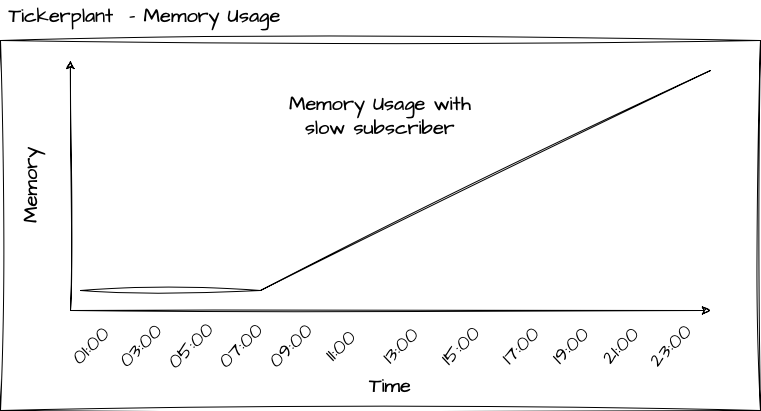 Tickerplant - Memory Usage
Memory Usage with
slow subscriber
Memory
01:00 03:00 05:00 07:00 09:00 11:00 13:00 15:00 17:00 19:00 21:00 23:00
Time